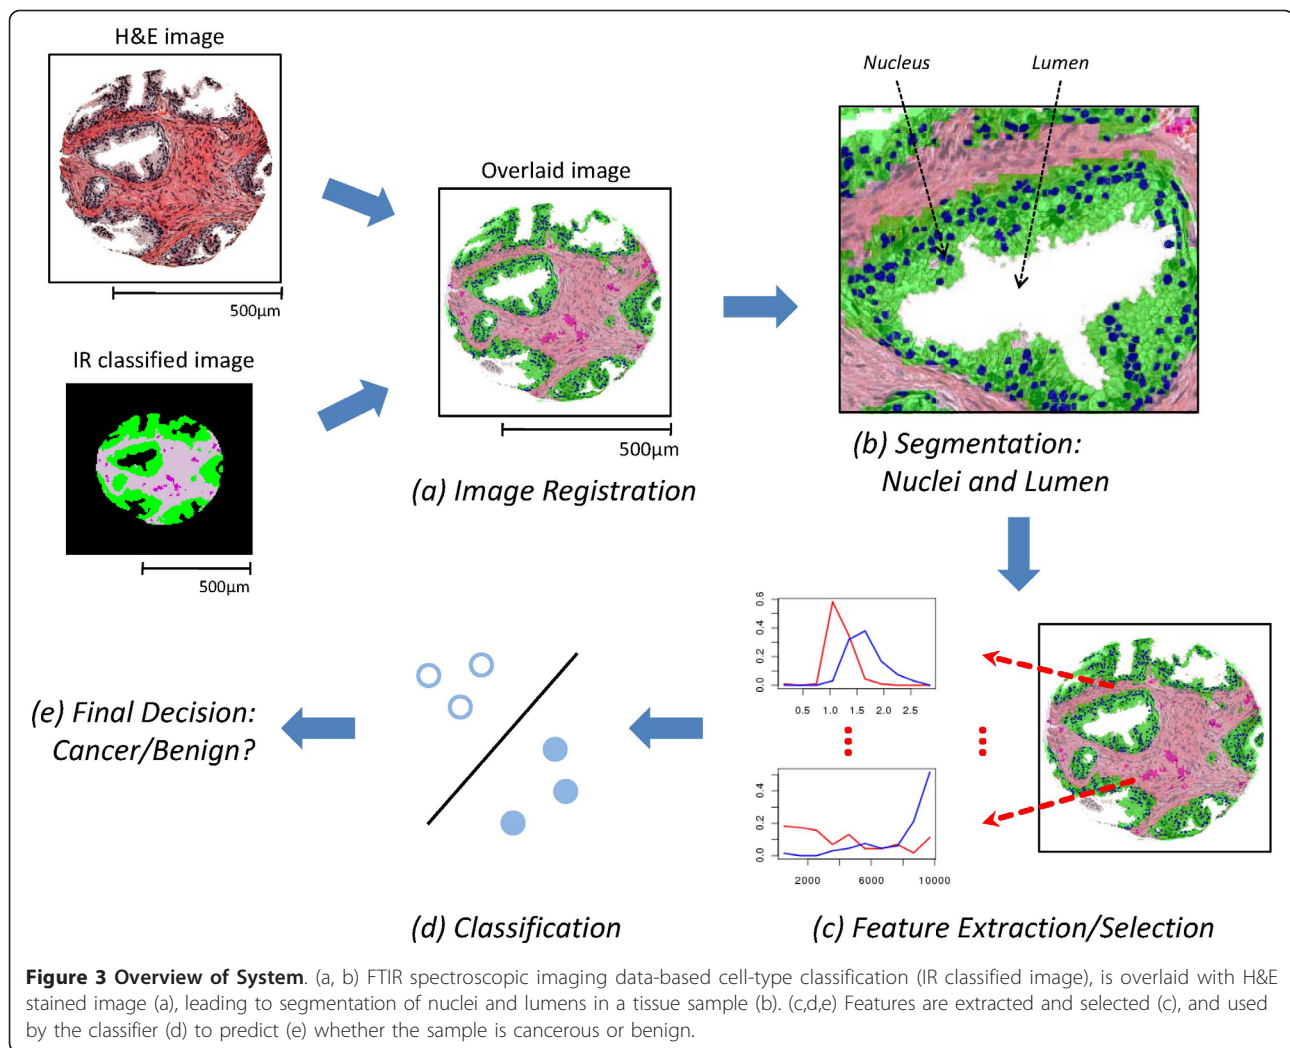 H&E image
500µm
IR classified image
500µm
Overlaid image
500µm
(a) Image Registration
Nucleus
Lumen
(b) Segmentation:
Nuclei and Lumen
0.0
0.2
0.4
0.6
0.5
1.0
1.5
2.0
2.5
0.0
0.2
0.4
2000
6000
10000
(c) Feature Extraction/Selection
(d) Classification
(e) Final Decision:
Cancer/Benign?
Figure 3 Overview of System. (a, b) FTIR spectroscopic imaging data-based cell-type classification (IR classified image), is overlaid with H&E
stained image (a), leading to segmentation of nuclei and lumens in a tissue sample (b). (c,d,e) Features are extracted and selected (c), and used
by the classifier (d) to predict (e) whether the sample is cancerous or benign.